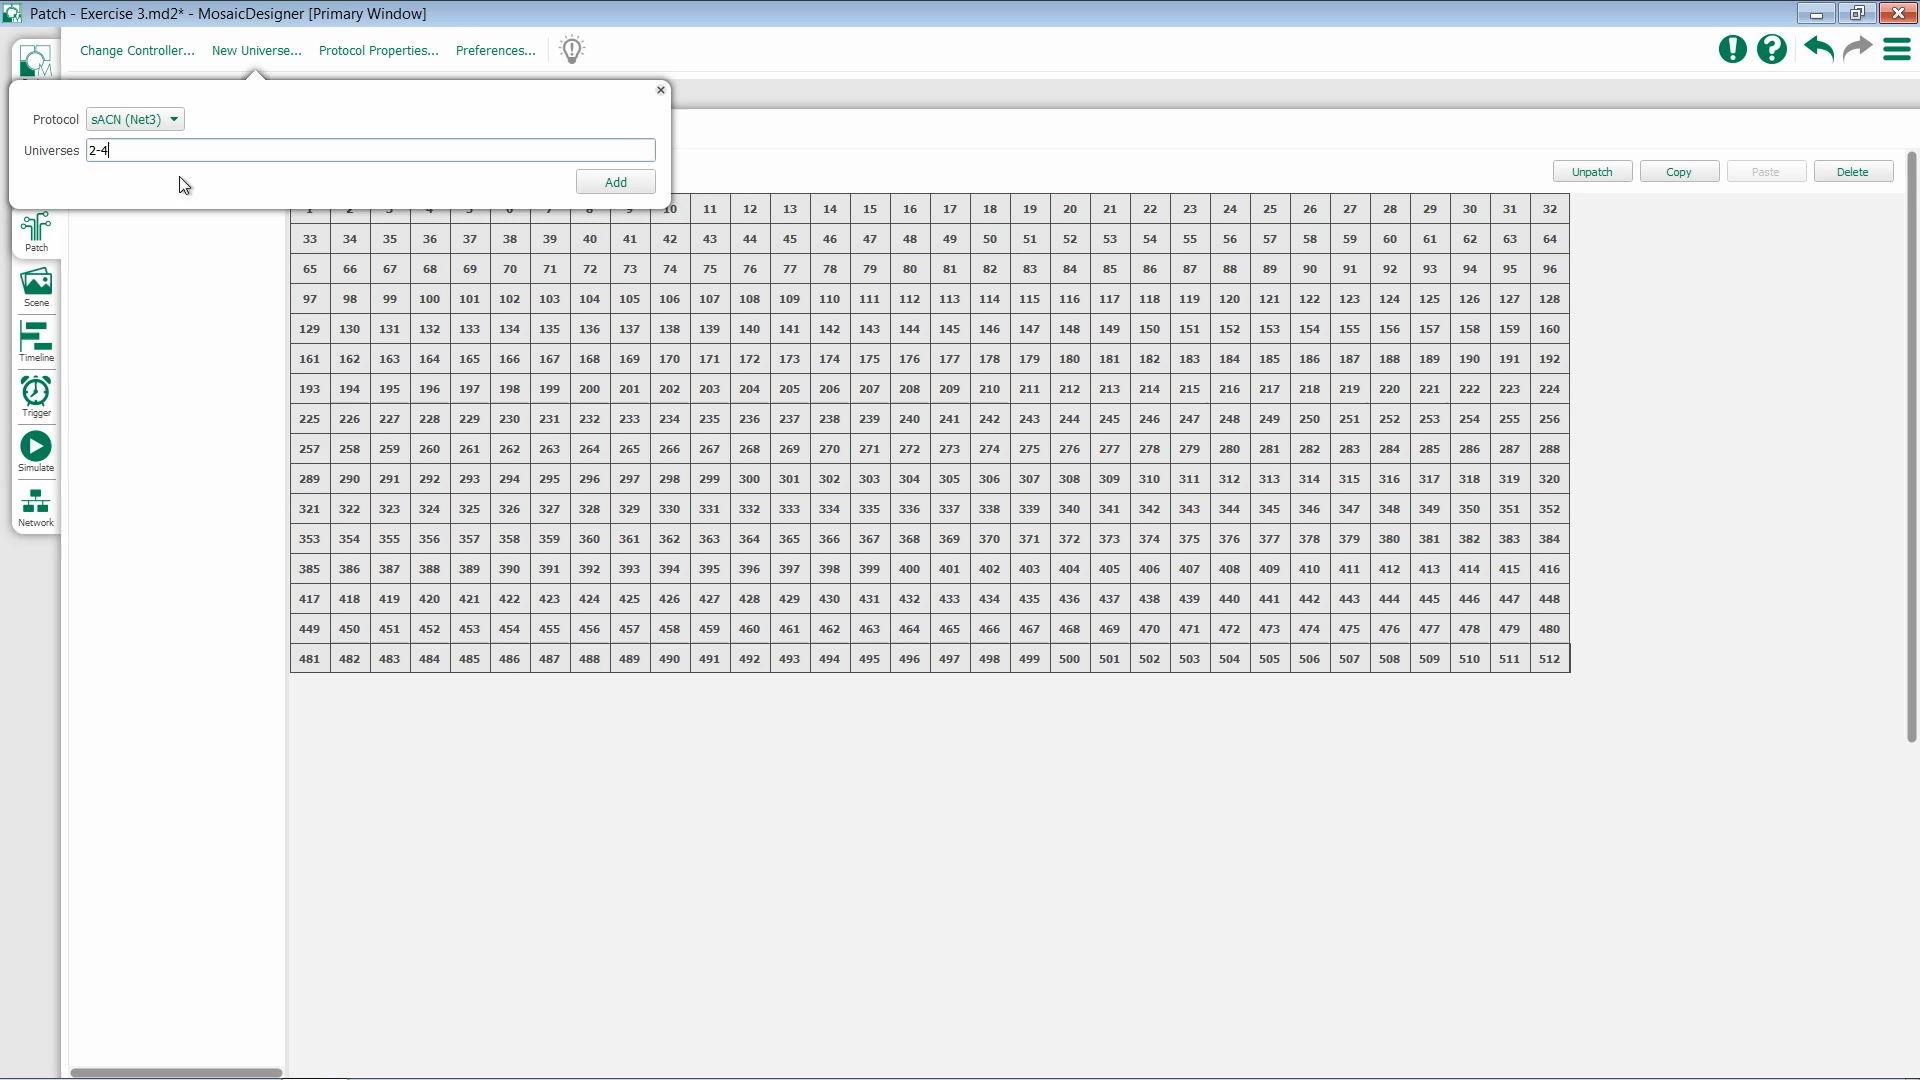 Patch - Exercise 3.md2* - MosaicDesigner [Primary Window]
Change Controller... New Universe... Protocol Properties... Preferences...
Protocol sACN (Net3)
Universes 2-4
Add
Unpatch Copy Paste Delete
Patch
Scene
Timeline
Trigger
Simulate
Network
1 2 3 4 5 6 7 8 9 10 11 12 13 14 15 16 17 18 19 20 21 22 23 24 25 26 27 28 29 30 31 32
33 34 35 36 37 38 39 40 41 42 43 44 45 46 47 48 49 50 51 52 53 54 55 56 57 58 59 60 61 62 63 64
65 66 67 68 69 70 71 72 73 74 75 76 77 78 79 80 81 82 83 84 85 86 87 88 89 90 91 92 93 94 95 96
97 98 99 100 101 102 103 104 105 106 107 108 109 110 111 112 113 114 115 116 117 118 119 120 121 122 123 124 125 126 127 128
129 130 131 132 133 134 135 136 137 138 139 140 141 142 143 144 145 146 147 148 149 150 151 152 153 154 155 156 157 158 159 160
161 162 163 164 165 166 167 168 169 170 171 172 173 174 175 176 177 178 179 180 181 182 183 184 185 186 187 188 189 190 191 192
193 194 195 196 197 198 199 200 201 202 203 204 205 206 207 208 209 210 211 212 213 214 215 216 217 218 219 220 221 222 223 224
225 226 227 228 229 230 231 232 233 234 235 236 237 238 239 240 241 242 243 244 245 246 247 248 249 250 251 252 253 254 255 256
257 258 259 260 261 262 263 264 265 266 267 268 269 270 271 272 273 274 275 276 277 278 279 280 281 282 283 284 285 286 287 288
289 290 291 292 293 294 295 296 297 298 299 300 301 302 303 304 305 306 307 308 309 310 311 312 313 314 315 316 317 318 319 320
321 322 323 324 325 326 327 328 329 330 331 332 333 334 335 336 337 338 339 340 341 342 343 344 345 346 347 348 349 350 351 352
353 354 355 356 357 358 359 360 361 362 363 364 365 366 367 368 369 370 371 372 373 374 375 376 377 378 379 380 381 382 383 384
385 386 387 388 389 390 391 392 393 394 395 396 397 398 399 400 401 402 403 404 405 406 407 408 409 410 411 412 413 414 415 416
417 418 419 420 421 422 423 424 425 426 427 428 429 430 431 432 433 434 435 436 437 438 439 440 441 442 443 444 445 446 447 448
449 450 451 452 453 454 455 456 457 458 459 460 461 462 463 464 465 466 467 468 469 470 471 472 473 474 475 476 477 478 479 480
481 482 483 484 485 486 487 488 489 490 491 492 493 494 495 496 497 498 499 500 501 502 503 504 505 506 507 508 509 510 511 512